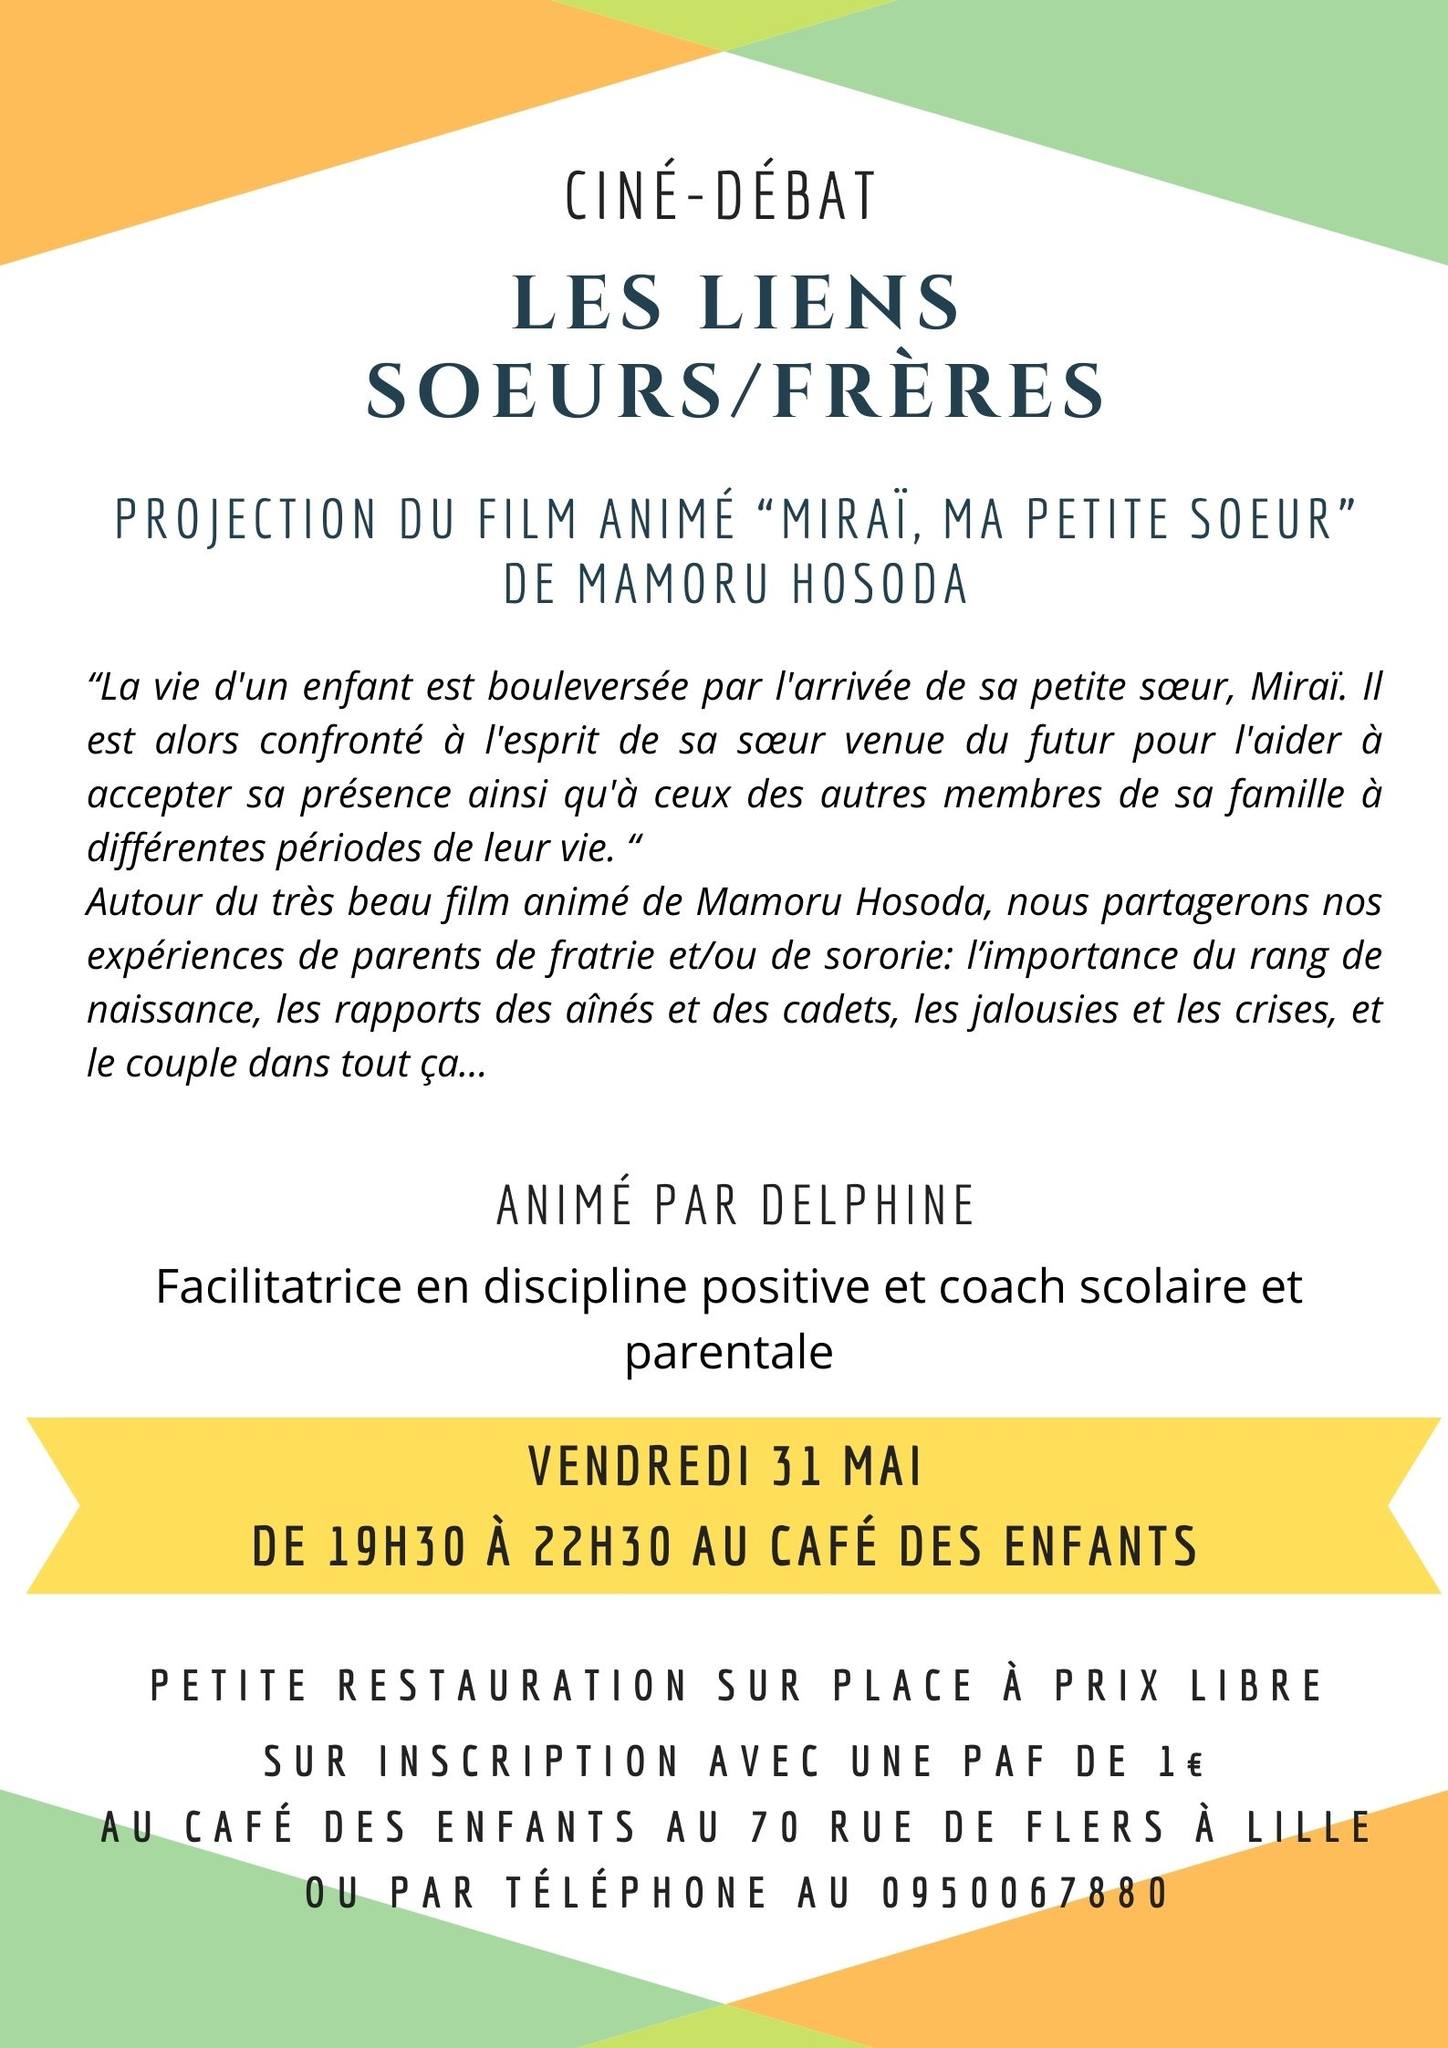 CINÉ-DÉBAT
LES LIENS
SOEURS/FRÈRES
PROJECTION DU FILM ANIMÉ “MIRAÏ, MA PETITE SOEUR”
DE MAMORU HOSODA
“La vie d'un enfant est bouleversée par l'arrivée de sa petite sœur, Miraï. Il
est alors confronté à l'esprit de sa sœur venue du futur pour l'aider à
accepter sa présence ainsi qu'à ceux des autres membres de sa famille à
différentes périodes de leur vie. “
Autour du très beau film animé de Mamoru Hosoda, nous partagerons nos
expériences de parents de fratrie et/ou de sororie: l’importance du rang de
naissance, les rapports des aînés et des cadets, les jalousies et les crises, et
le couple dans tout ça...
ANIMÉ PAR DELPHINE
Facilitatrice en discipline positive et coach scolaire et
parentale
VENDREDI 31 MAI
DE 19H30 À 22H30 AU CAFÉ DES ENFANTS
PETITE RESTAURATION SUR PLACE À PRIX LIBRE
SUR INSCRIPTION AVEC UNE PAF DE 1€
AU CAFÉ DES ENFANTS AU 70 RUE DE FLERS À LILLE
OU PAR TÉLÉPHONE AU 0950067880